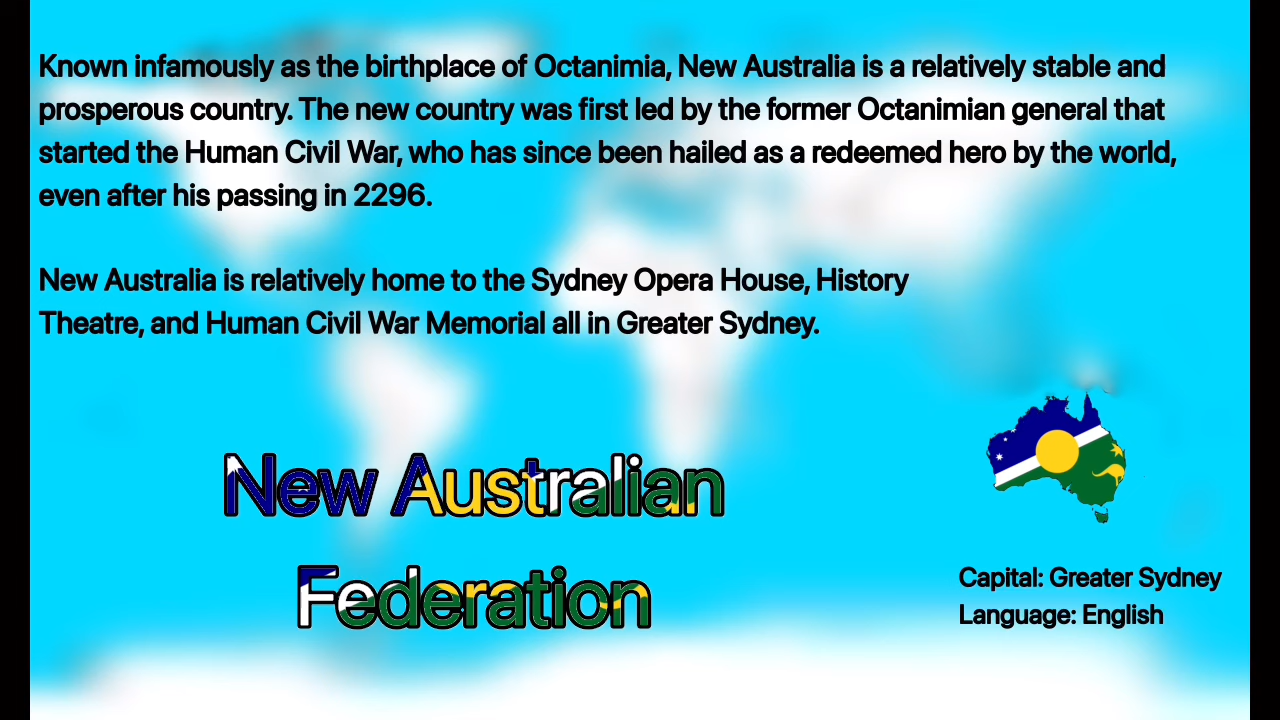 Known infamously as the birthplace of Octanimia, New Australia is a relatively stable and
prosperous country. The new country was first led by the former Octanimian general that
started the Human Civil War, who has since been hailed as a redeemed hero by the world,
even after his passing in 2296.
New Australia is relatively home to the Sydney Opera House, History
Theatre, and Human Civil War Memorial all in Greater Sydney.
New Australian
Federation
Capital: Greater Sydney
Language: English